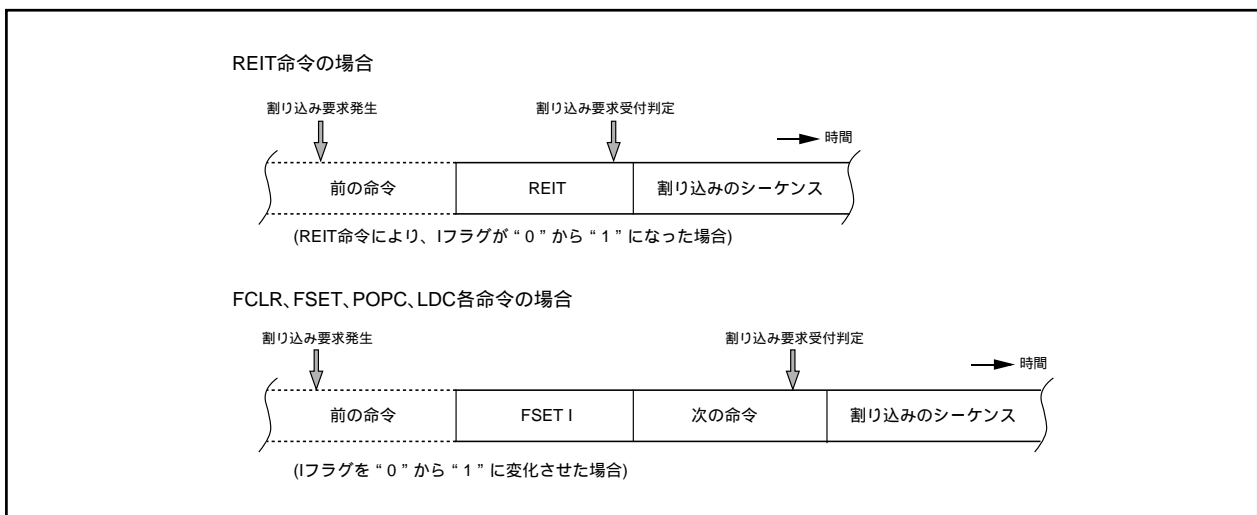 REIT命令の場合
割り込み要求発生 割り込み要求受付判定
時間
前の命令 REIT 割り込みのシーケンス
(REIT命令により、Iフラグが“0”から“1”になった場合)
FCLR、FSET、POPC、LDC各命令の場合
割り込み要求発生 割り込み要求受付判定
時間
前の命令 FSET I 次の命令 割り込みのシーケンス
(Iフラグを“0”から“1”に変化させた場合)